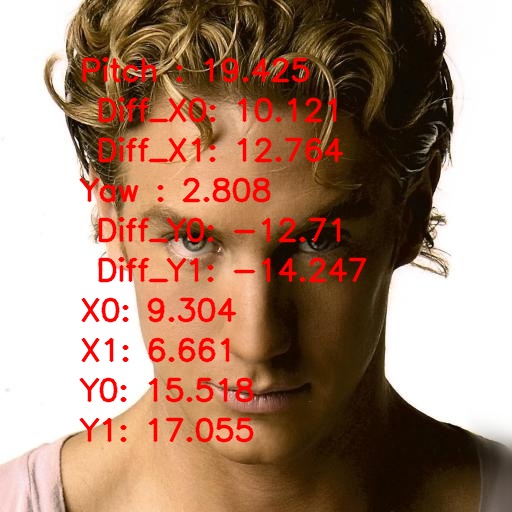 Pitch : 19.425
Diff_X0: 10.121
Diff_X1: 12.764
Yaw : 2.808
Diff_Y0: -12.71
Diff_Y1: -14.247
X0: 9.304
X1: 6.661
Y0: 15.518
Y1: 17.055